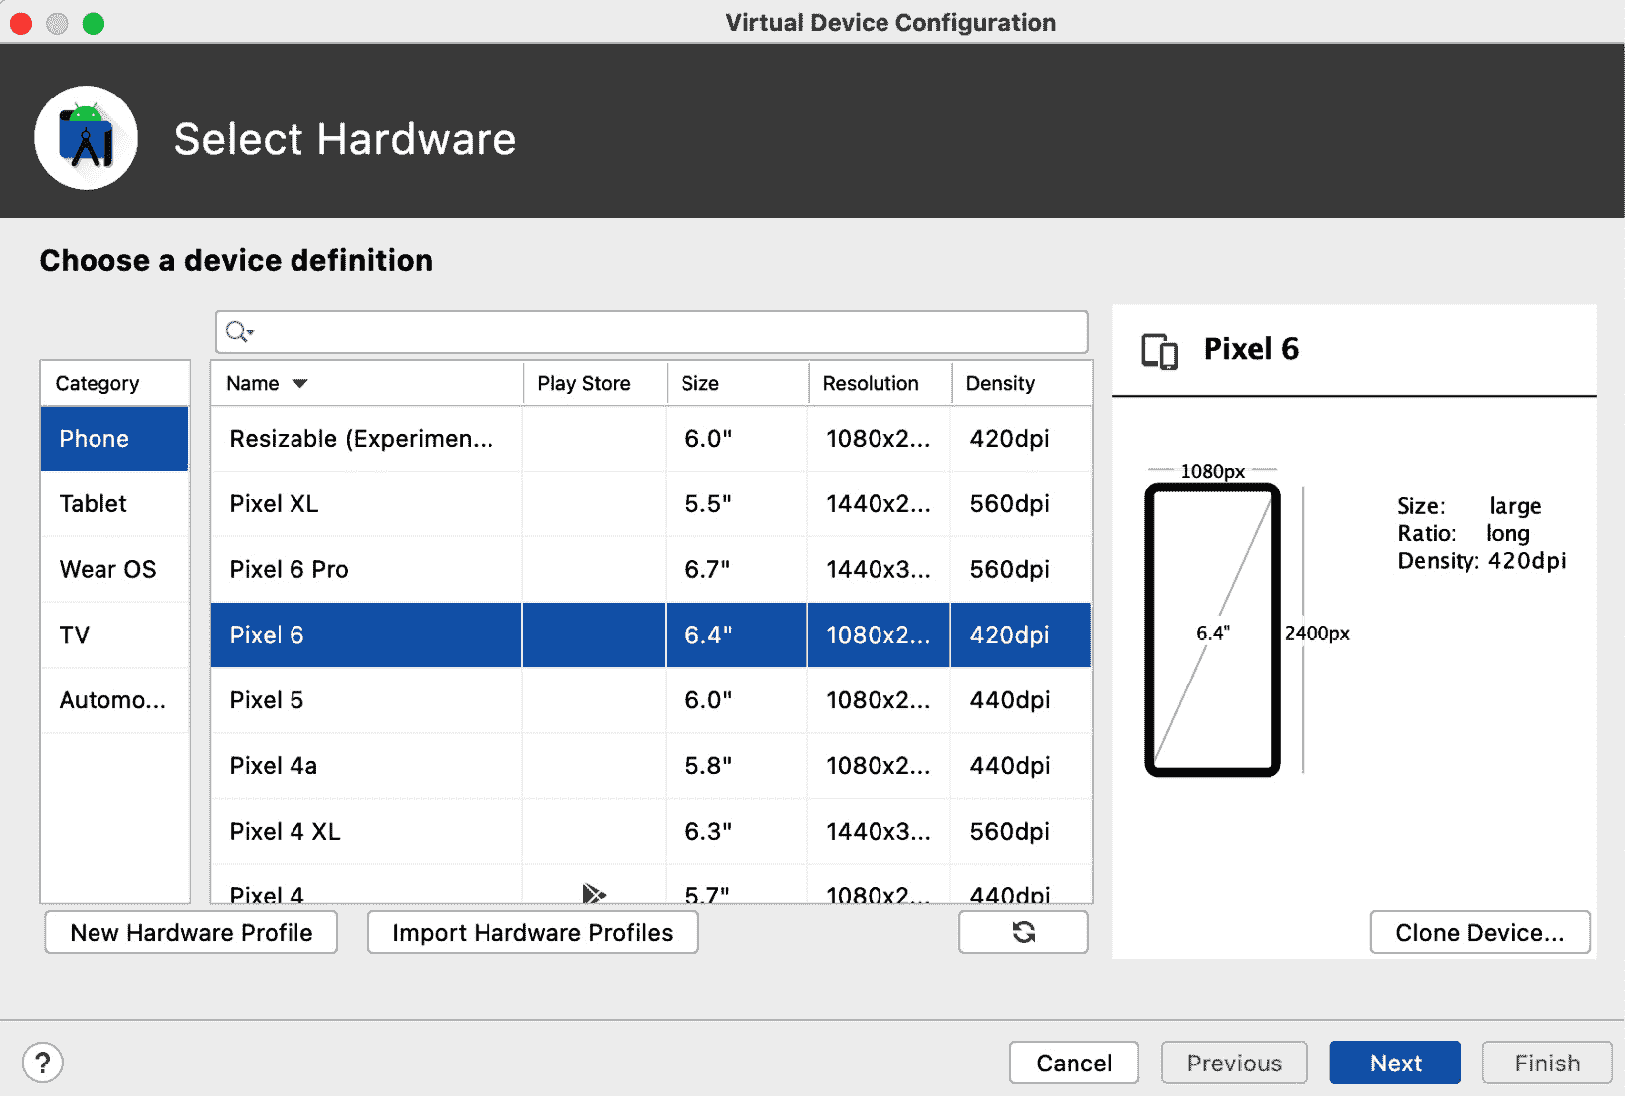 Virtual Device Configuration
Select Hardware
Choose a device definition
Category
Phone
Tablet
Wear OS
TV
Automo...
Name Play Store Size Resolution Density
Resizable (Experimen... 6.0" 1080x2... 420dpi
Pixel XL 5.5" 1440x2... 560dpi
Pixel 6 Pro 6.7" 1440x3... 560dpi
Pixel 6 6.4" 1080x2... 420dpi
Pixel 5 6.0" 1080x2... 440dpi
Pixel 4a 5.8" 1080x2... 440dpi
Pixel 4 XL 6.3" 1440x3... 560dpi
Pixel 4 5.7" 1080x2... 440dpi
New Hardware Profile Import Hardware Profiles
Pixel 6
1080px
6.4"
2400px
Size: large
Ratio: long
Density: 420dpi
Clone Device...
? Cancel Previous Next Finish